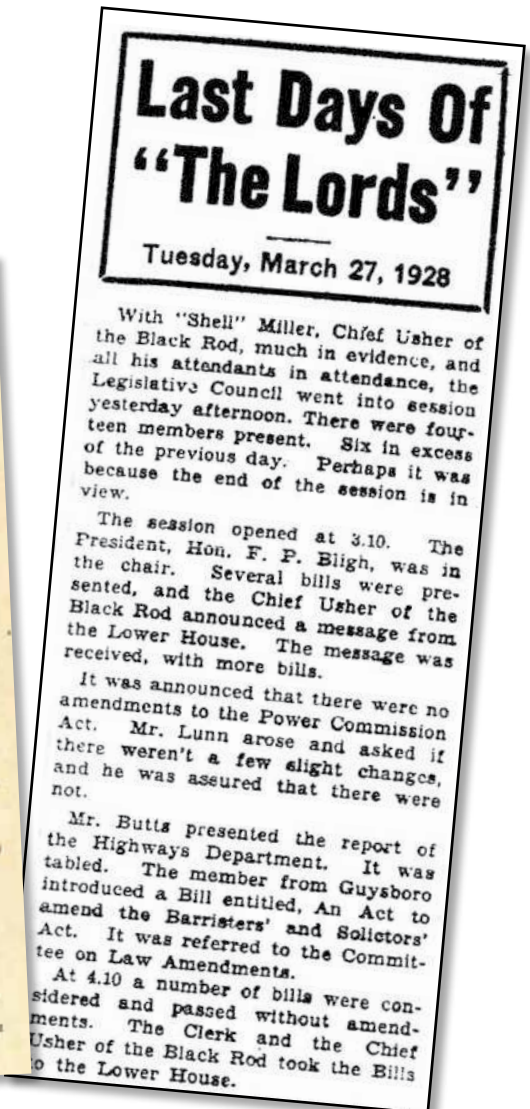 Last Days Of
“The Lords”
Tuesday, March 27, 1928
With "Shell" Miller, Chief Usher of
the Black Rod, much in evidence, and
all his attendants in attendance, the
Legislative Council went into session
yesterday afternoon. There were four-
teen members present. Six in excess
of the previous day. Perhaps it was
because the end of the session is in
view.
The session opened at 3.10. The
President, Hon. F. P. Bligh, was in
the chair. Several bills were pre-
sented, and the Chief Usher of the
Black Rod announced a message from
the Lower House. The message was
received, with more bills.
It was announced that there were no
amendments to the Power Commission
Act. Mr. Lunn arose and asked if
there weren't a few slight changes,
and he was assured that there were
not.
Mr. Butts presented the report of
the Highways Department. It was
tabled. The member from Guysboro
introduced a Bill entitled, An Act to
amend the Barristers' and Solictors'
Act. It was referred to the Commit-
tee on Law Amendments.
At 4.10 a number of bills were con-
sidered and passed without amend-
ments. The Clerk and the Chief
Usher of the Black Rod took the Bills
to the Lower House.